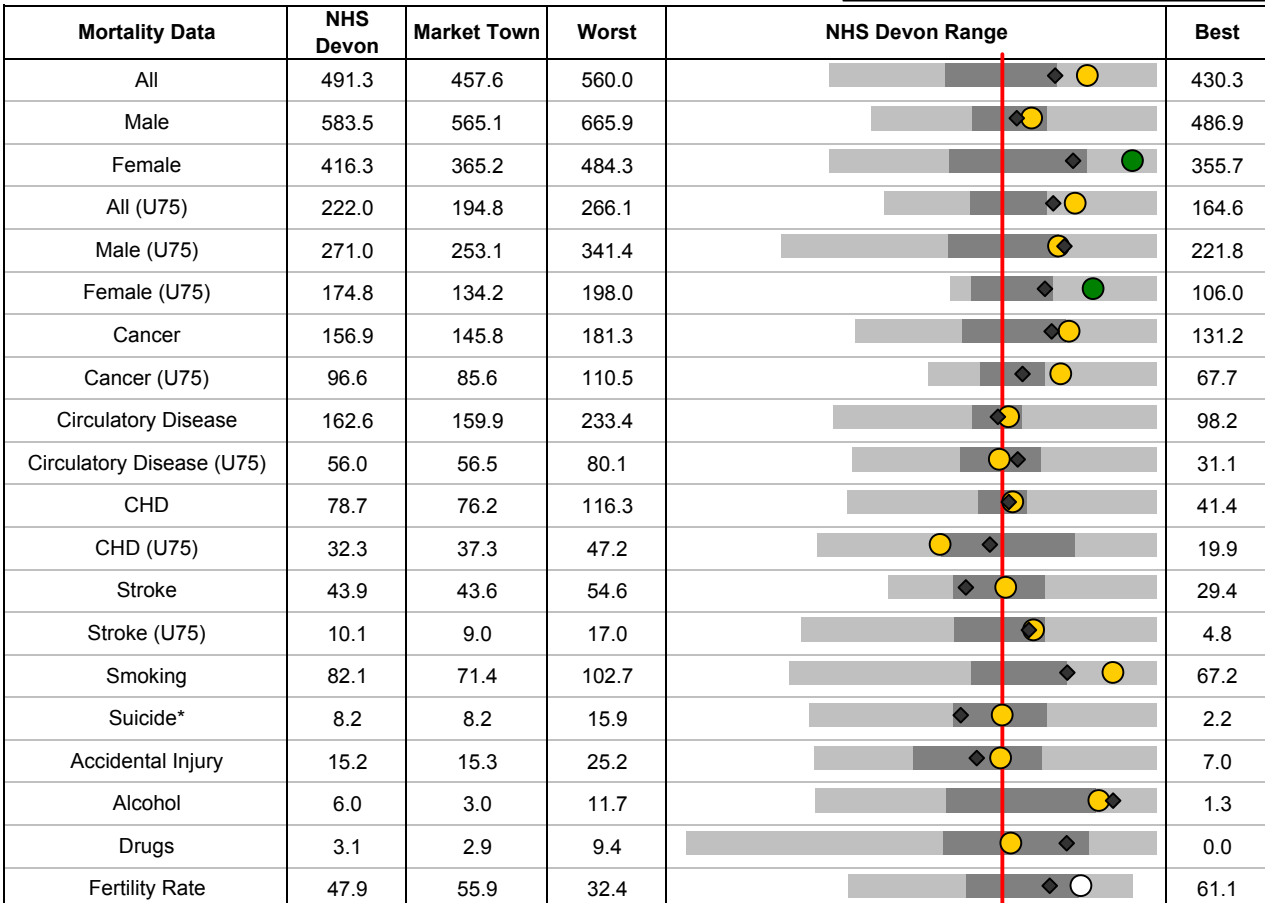 Mortality Data NHS Devon Market Town Worst NHS Devon Range Best
All 491.3 457.6 560.0 430.3
Male 583.5 565.1 665.9 486.9
Female 416.3 365.2 484.3 355.7
All (U75) 222.0 194.8 266.1 164.6
Male (U75) 271.0 253.1 341.4 221.8
Female (U75) 174.8 134.2 198.0 106.0
Cancer 156.9 145.8 181.3 131.2
Cancer (U75) 96.6 85.6 110.5 67.7
Circulatory Disease 162.6 159.9 233.4 98.2
Circulatory Disease (U75) 56.0 56.5 80.1 31.1
CHD 78.7 76.2 116.3 41.4
CHD (U75) 32.3 37.3 47.2 19.9
Stroke 43.9 43.6 54.6 29.4
Stroke (U75) 10.1 9.0 17.0 4.8
Smoking 82.1 71.4 102.7 67.2
Suicide* 8.2 8.2 15.9 2.2
Accidental Injury 15.2 15.3 25.2 7.0
Alcohol 6.0 3.0 11.7 1.3
Drugs 3.1 2.9 9.4 0.0
Fertility Rate 47.9 55.9 32.4 61.1